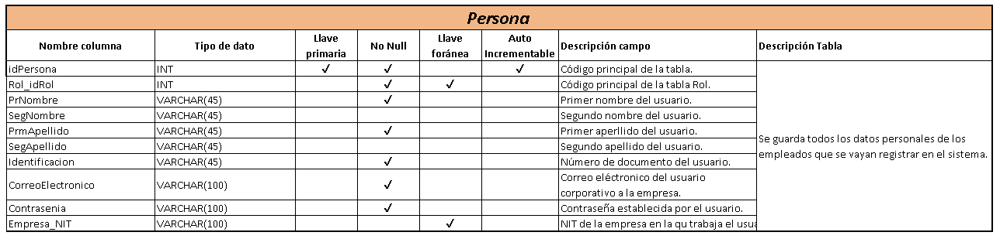 Persona
Nombre columna Tipo de dato Llave primaria No Null Llave foránea Auto Incrementable Descripción campo Descripción Tabla
idPersona INT ✓ ✓ ✓ Código principal de la tabla.
Rol_idRol INT ✓ ✓ Código principal de la tabla Rol.
PrNombre VARCHAR(45) ✓ Primer nombre del usuario.
SegNombre VARCHAR(45) Segundo nombre del usuario.
PrmApellido VARCHAR(45) ✓ Primer aperllido del usuario.
SegApellido VARCHAR(45) Segundo apellido del usuario.
Identificacion VARCHAR(45) ✓ Número de documento del usuario.
CorreoElectronico VARCHAR(100) ✓ Correo eléctronico del usuario
corporativo a la empresa.
Contrasenia VARCHAR(100) ✓ Contraseña establecida por el usuario.
Empresa_NIT VARCHAR(100) ✓ NIT de la empresa en la qu trabaja el usua
Se guarda todos los datos personales de los
empleados que se vayan registrar en el sistema.